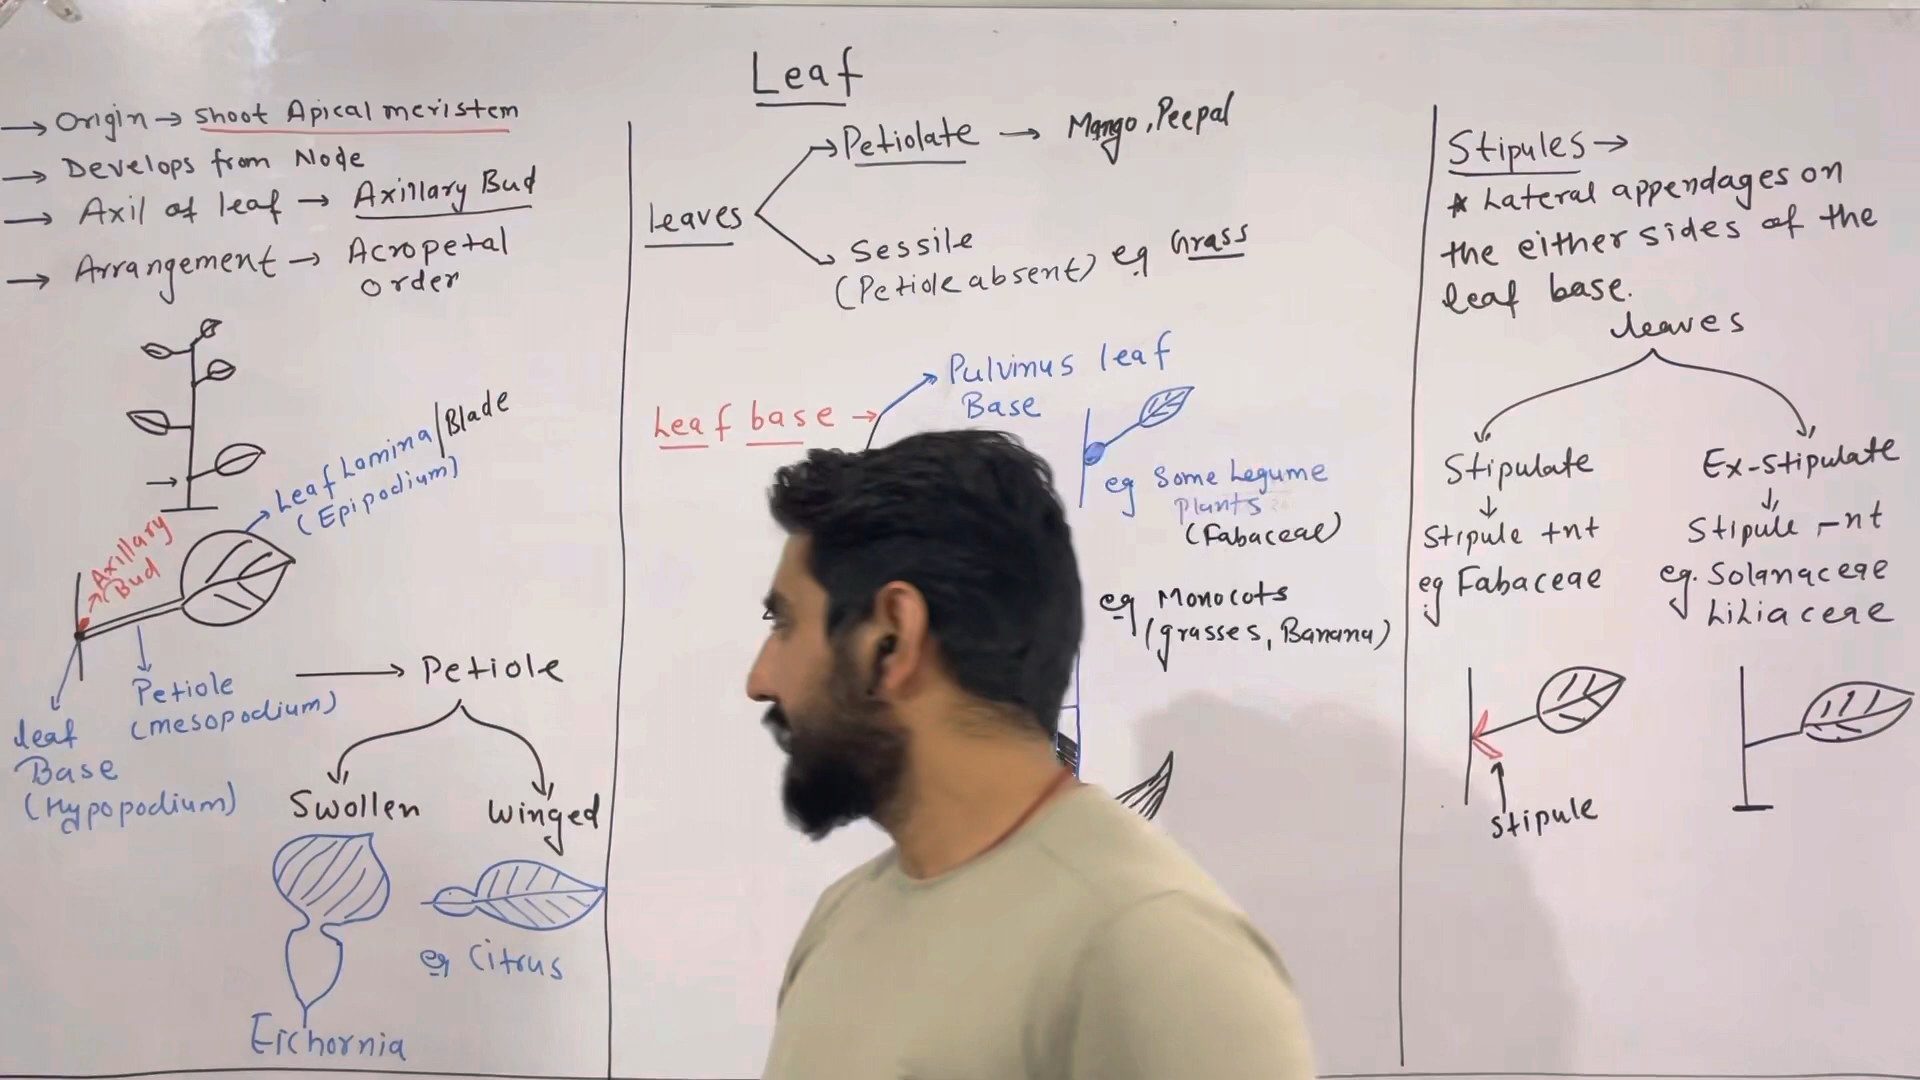 Leaf
→ Origin → Shoot Apical meristem
→ Develops from Node
→ Axil of leaf → Axillary Bud
→ Arrangement → Acropetal
order
Leaf Lamina/Blade
(Epipodium)
Axillary
Bud
Petiole
(mesopodium)
leaf
Base
(Hypopodium)
→ Petiole
Swollen
winged
eg Citrus
Eichornia
leaves
→ Petiolate → Mango, Peepal
Sessile
(Petiole absent) eg Grass
Leaf base →
Pulvinus leaf
Base
eg Some Legume
Plants
(Fabaceae)
eg Monocots
(grasses, Banana)
Stipules →
* Lateral appendages on
the either sides of the
leaf base.
leaves
Stipulate
↓
Stipule +nt
eg Fabaceae
Ex-stipulate
↓
Stipule -nt
eg. Solanaceae
Liliacere
Stipule